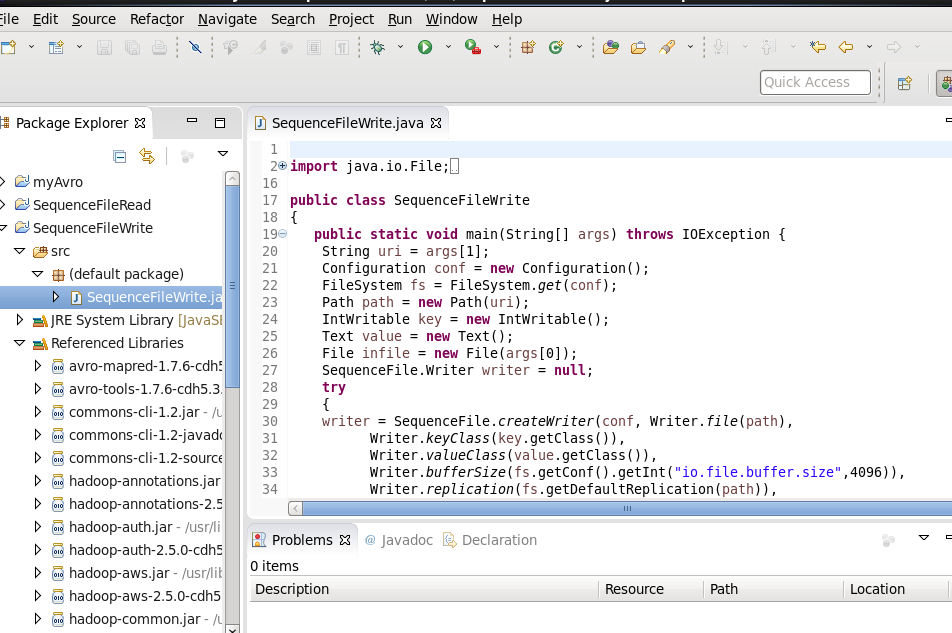 File Edit Source Refactor Navigate Search Project Run Window Help
Quick Access
Package Explorer
myAvro
SequenceFileRead
SequenceFileWrite
src
(default package)
SequenceFileWrite.ja
JRE System Library [JavaSE
Referenced Libraries
avro-mapred-1.7.6-cdh5
avro-tools-1.7.6-cdh5.3.
commons-cli-1.2.jar - /u
commons-cli-1.2-javado
commons-cli-1.2-source
hadoop-annotations.jar
hadoop-annotations-2.5
hadoop-auth.jar - /usr/li
hadoop-auth-2.5.0-cdh5
hadoop-aws.jar - /usr/lib
hadoop-aws-2.5.0-cdh5
hadoop-common.jar - /u
SequenceFileWrite.java
1
2 import java.io.File;
16
17 public class SequenceFileWrite
18 {
19 public static void main(String[] args) throws IOException {
20 String uri = args[1];
21 Configuration conf = new Configuration();
22 FileSystem fs = FileSystem.get(conf);
23 Path path = new Path(uri);
24 IntWritable key = new IntWritable();
25 Text value = new Text();
26 File infile = new File(args[0]);
27 SequenceFile.Writer writer = null;
28 try
29 {
30 writer = SequenceFile.createWriter(conf, Writer.file(path),
31 Writer.keyClass(key.getClass()),
32 Writer.valueClass(value.getClass()),
33 Writer.bufferSize(fs.getConf().getInt("io.file.buffer.size",4096)),
34 Writer.replication(fs.getDefaultReplication(path)),
Problems @ Javadoc Declaration
0 items
Description Resource Path Location